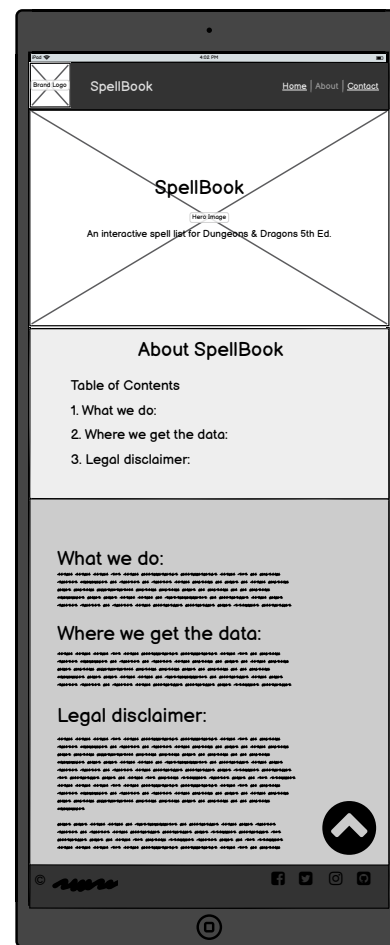 iPod 4:02 PM
Brand Logo
SpellBook
Home | About | Contact
SpellBook
Hero Image
An interactive spell list for Dungeons & Dragons 5th Ed.
About SpellBook
Table of Contents
1. What we do:
2. Where we get the data:
3. Legal disclaimer:
What we do:
Where we get the data:
Legal disclaimer:
©